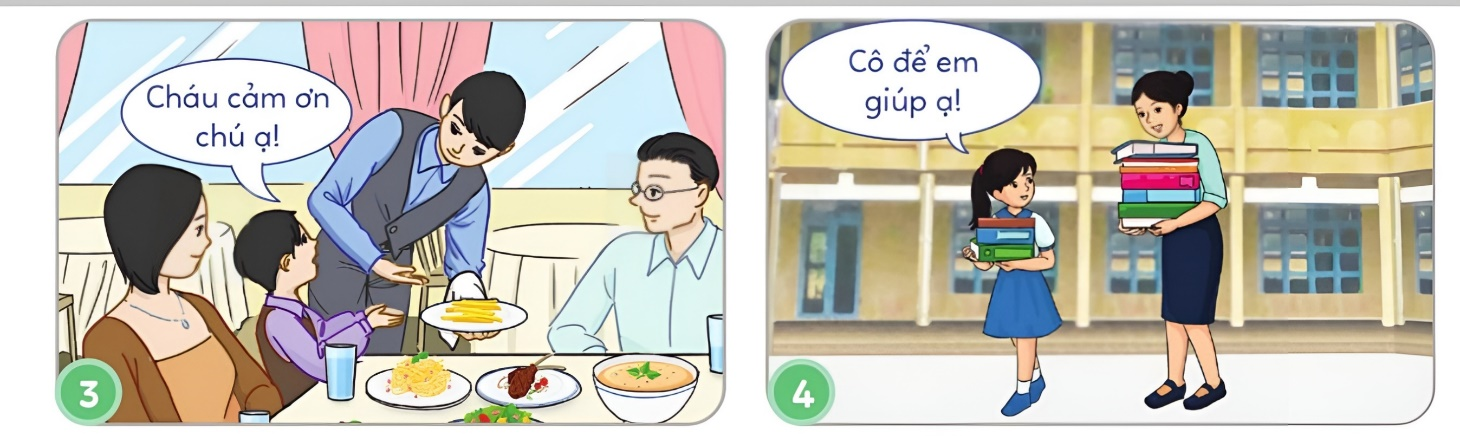 Cháu cảm ơn
chú ạ!
3
Cô để em
giúp ạ!
4